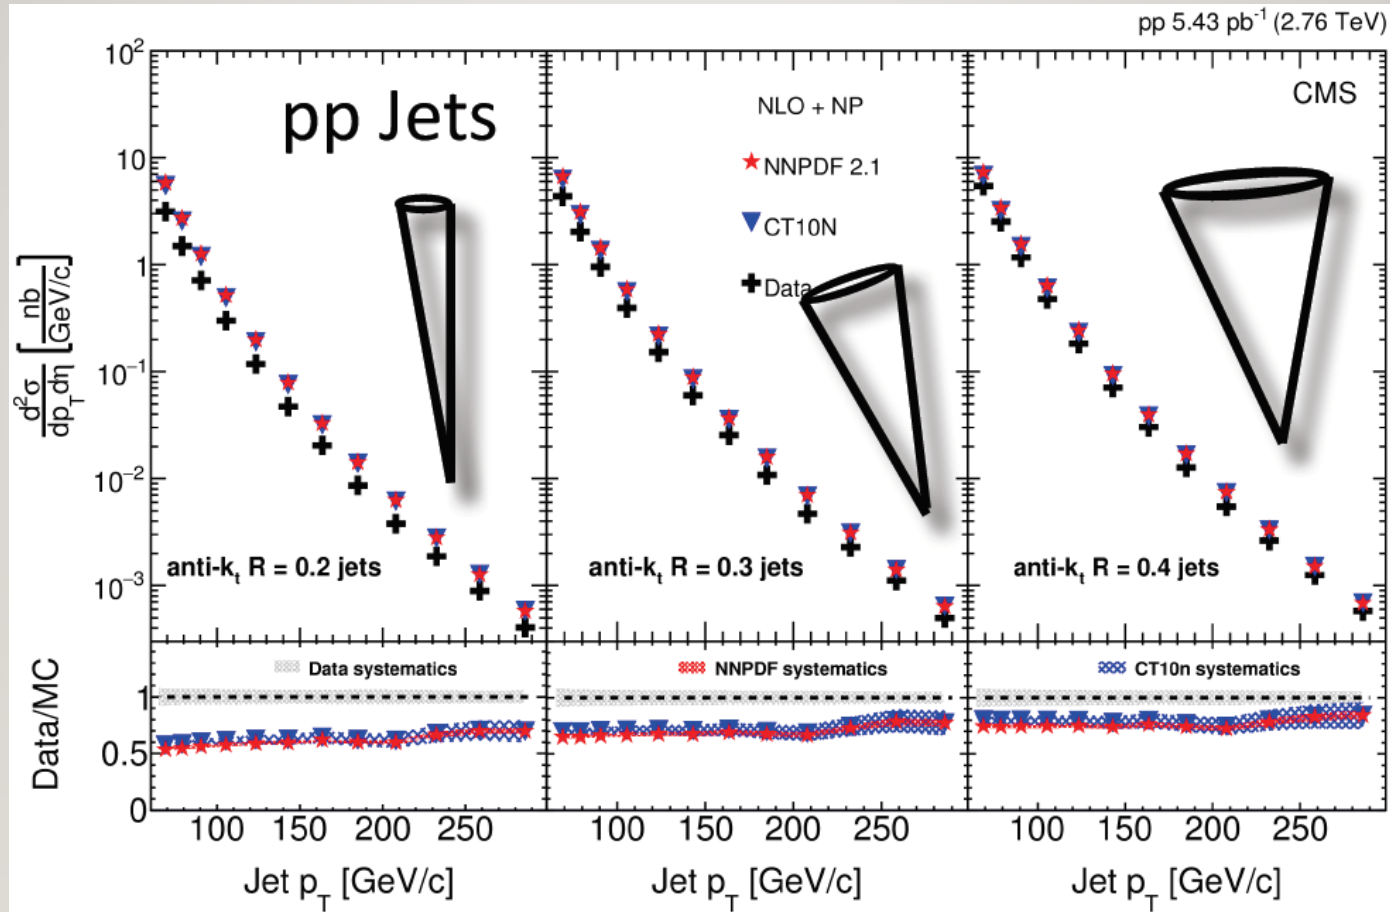 pp 5.43 pb⁻¹ (2.76 TeV)
CMS
pp Jets
NLO + NP
NNPDF 2.1
CT10N
Data
10²
10
1
10⁻¹
10⁻²
10⁻³
d²σ
dp_T dη
[nb
GeV/c]
anti-k_t R = 0.2 jets
anti-k_t R = 0.3 jets
anti-k_t R = 0.4 jets
Data/MC
1
0.5
0
Data systematics
NNPDF systematics
CT10n systematics
100 150 200 250
100 150 200 250
100 150 200 250
Jet p_T [GeV/c]
Jet p_T [GeV/c]
Jet p_T [GeV/c]